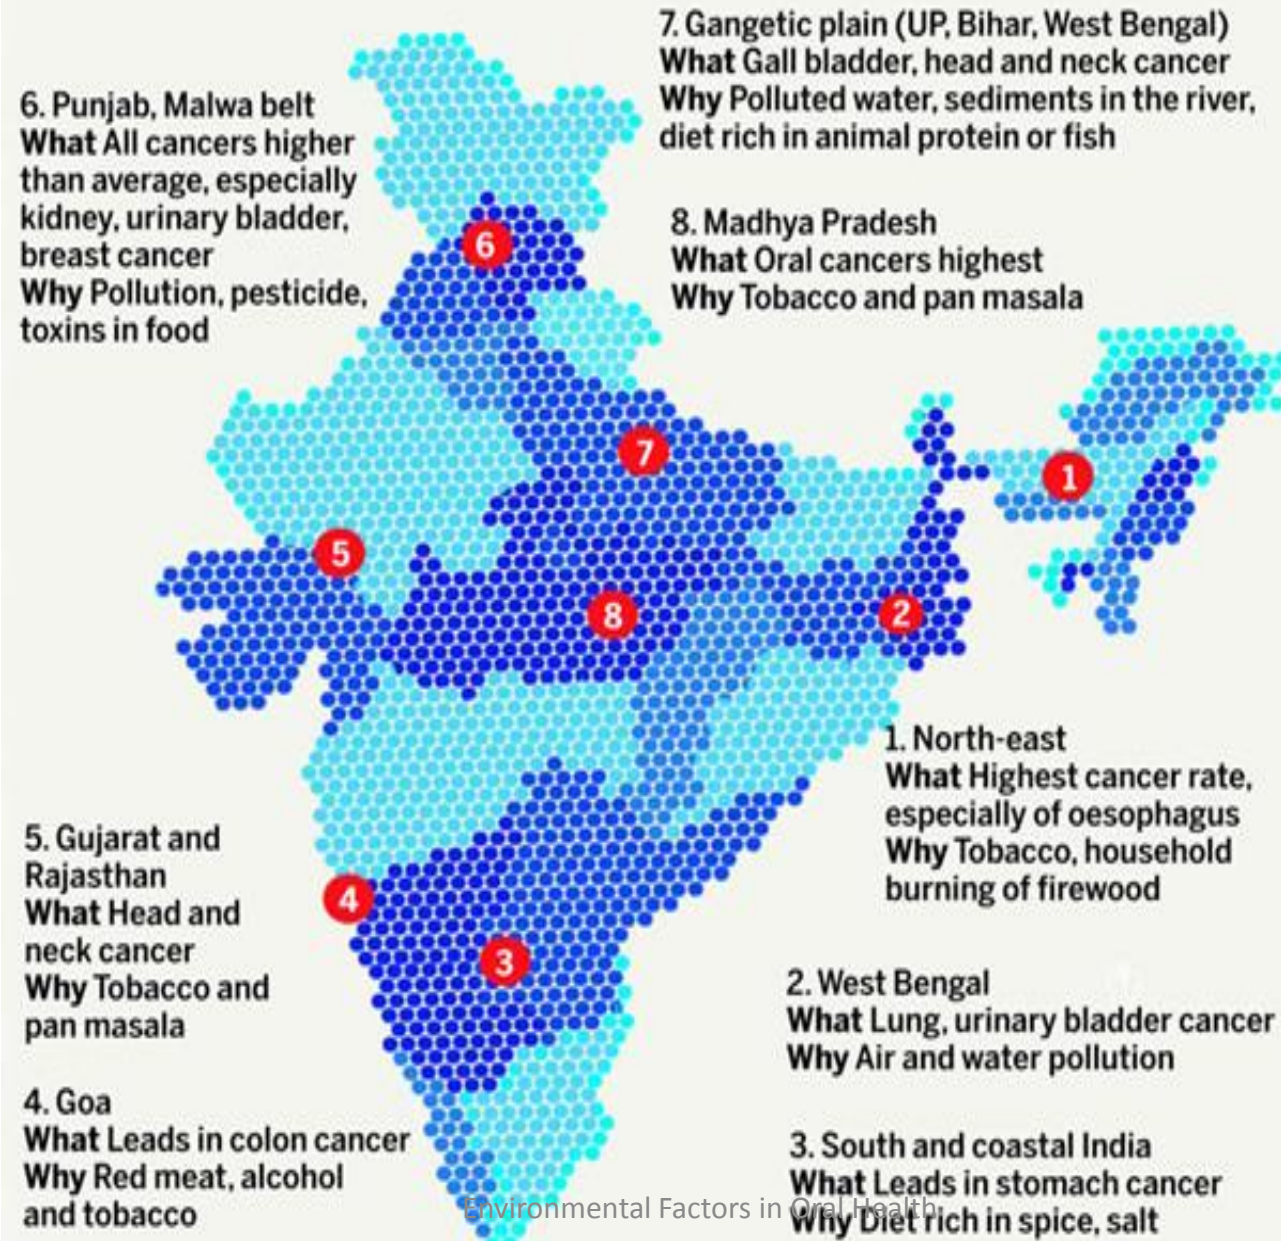 7. Gangetic plain (UP, Bihar, West Bengal)
What Gall bladder, head and neck cancer
Why Polluted water, sediments in the river,
diet rich in animal protein or fish
6. Punjab, Malwa belt
What All cancers higher
than average, especially
kidney, urinary bladder,
breast cancer
Why Pollution, pesticide,
toxins in food
8. Madhya Pradesh
What Oral cancers highest
Why Tobacco and pan masala
6
7
1
5
8
2
4
3
1. North-east
What Highest cancer rate,
especially of oesophagus
Why Tobacco, household
burning of firewood
5. Gujarat and
Rajasthan
What Head and
neck cancer
Why Tobacco and
pan masala
2. West Bengal
What Lung, urinary bladder cancer
Why Air and water pollution
4. Goa
What Leads in colon cancer
Why Red meat, alcohol
and tobacco
3. South and coastal India
What Leads in stomach cancer
Why Diet rich in spice, salt
Environmental Factors in Oral Health